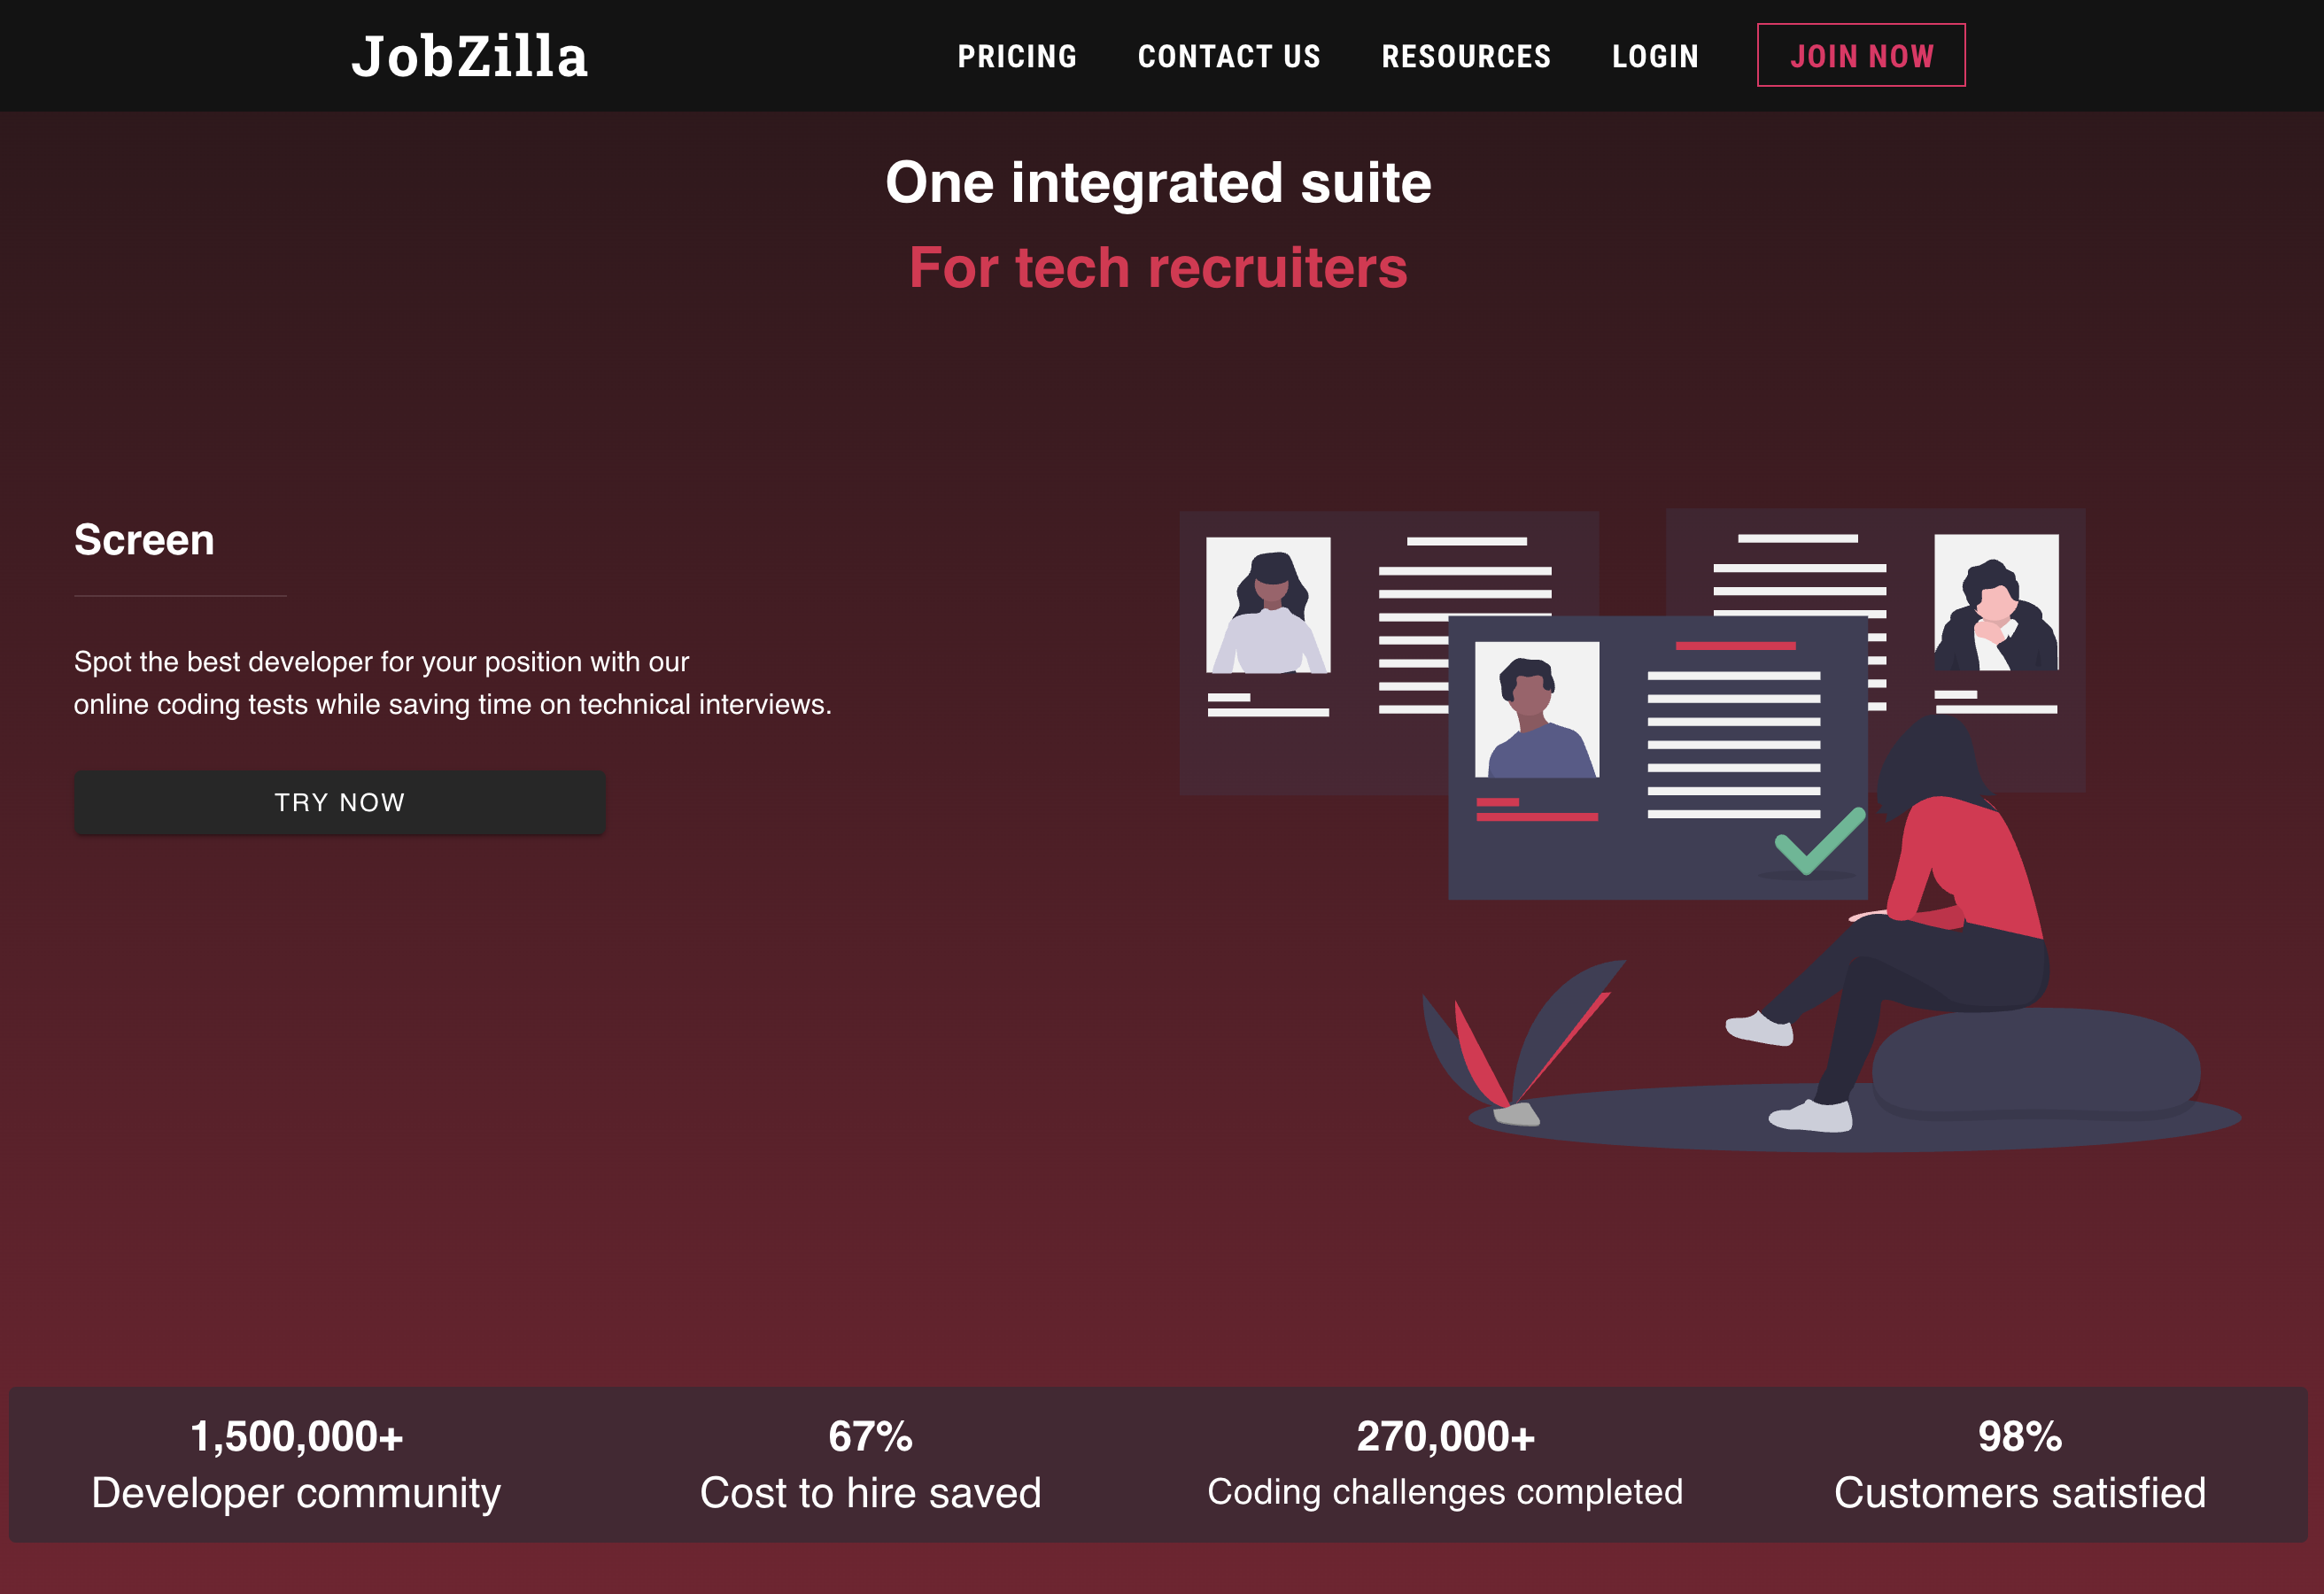 JobZilla
PRICING
CONTACT US
RESOURCES
LOGIN
JOIN NOW
One integrated suite
For tech recruiters
Screen
Spot the best developer for your position with our
online coding tests while saving time on technical interviews.
TRY NOW
1,500,000+
Developer community
67%
Cost to hire saved
270,000+
Coding challenges completed
98%
Customers satisfied